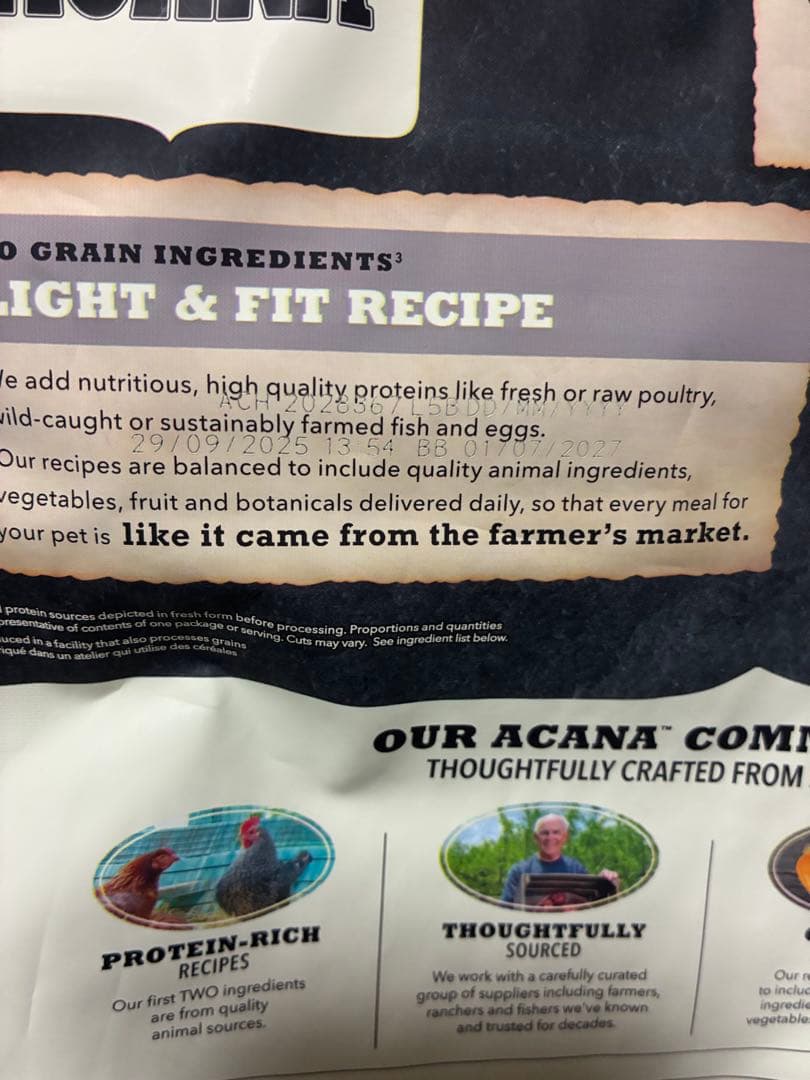 O GRAIN INGREDIENTS³
LIGHT & FIT RECIPE
We add nutritious, high quality proteins like fresh or raw poultry,
wild-caught or sustainably farmed fish and eggs.
DD/MM/YYYY
29/09/2025 13 54 BB 01/07/2027
Our recipes are balanced to include quality animal ingredients,
vegetables, fruit and botanicals delivered daily, so that every meal for
your pet is like it came from the farmer's market.
protein sources depicted in fresh form before processing. Proportions and quantities
presentative of contents of one package or serving. Cuts may vary. See ingredient list below.
uced in a facility that also processes grains
iqué dans un atelier qui utilise des céréales
OUR ACANA™ COMM
THOUGHTFULLY CRAFTED FROM
PROTEIN-RICH
RECIPES
Our first TWO ingredients
are from quality
animal sources.
THOUGHTFULLY
SOURCED
We work with a carefully curated
group of suppliers including farmers,
ranchers and fishers we've known
and trusted for decades.
Our
to includ
ingredie
vegetable